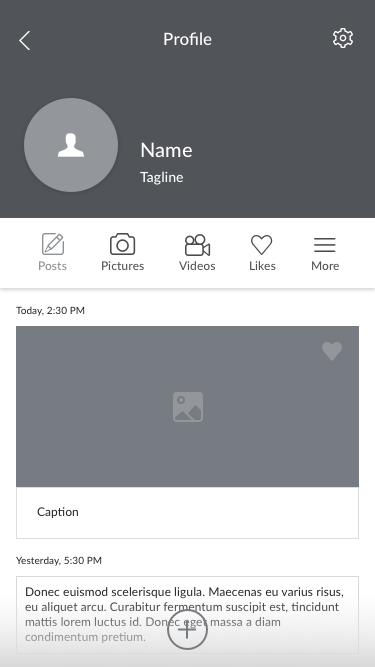 Profile
Name
Tagline
Posts Pictures Videos Likes More
Today, 2:30 PM
Caption
Yesterday, 5:30 PM
Donec euismod scelerisque ligula. Maecenas eu varius risus,
eu aliquet arcu. Curabitur fermentum suscipit est, tincidunt
mattis lorem luctus id. Donec eget massa a diam
condimentum pretium.